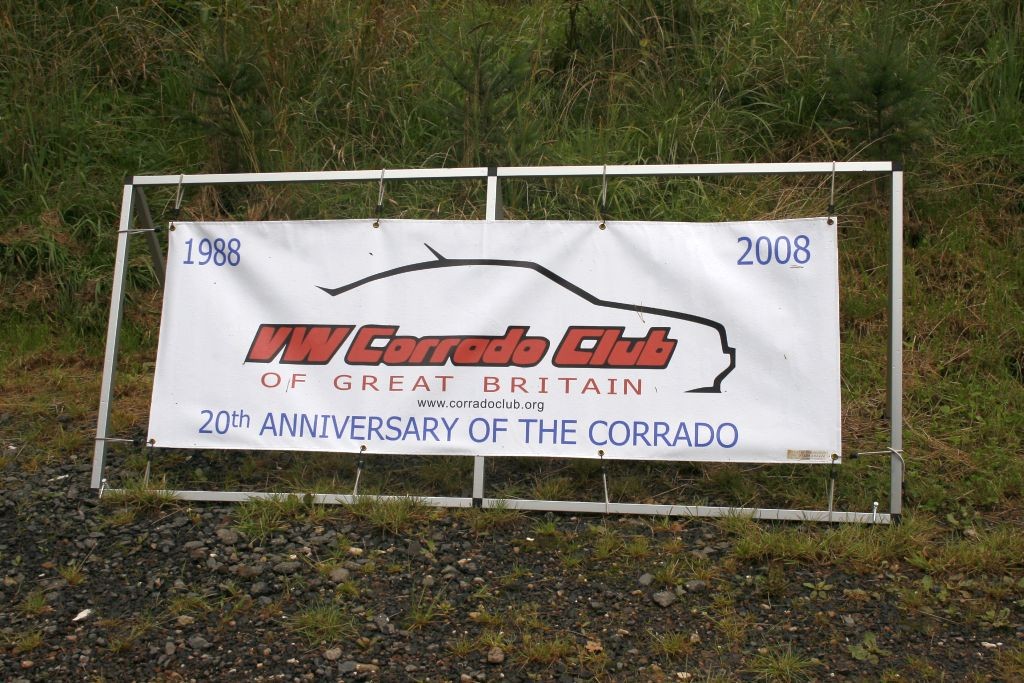 1988
2008
VW Corrado Club
OF GREAT BRITAIN
www.corradoclub.org
20th ANNIVERSARY OF THE CORRADO